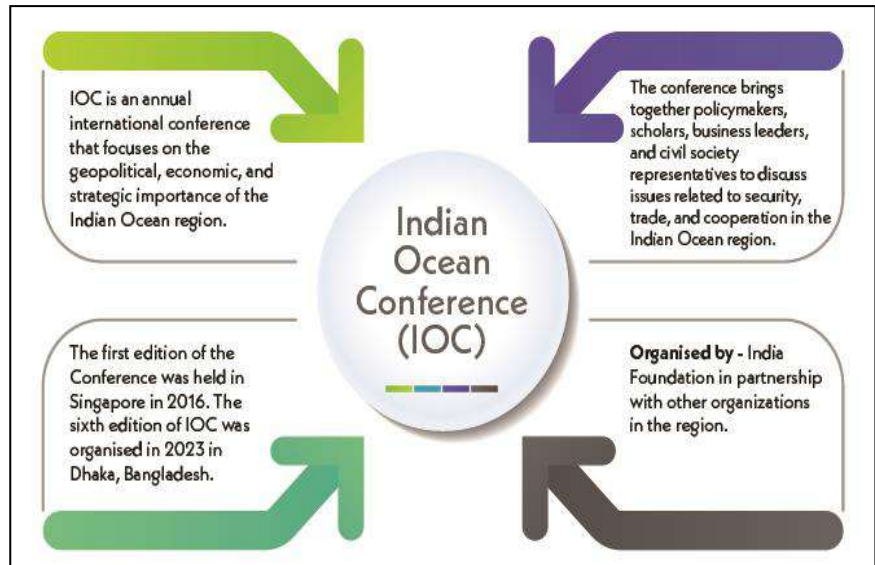 IOC is an annual
international conference
that focuses on the
geopolitical, economic, and
strategic importance of the
Indian Ocean region.
The conference brings
together policymakers,
scholars, business leaders,
and civil society
representatives to discuss
issues related to security,
trade, and cooperation in the
Indian Ocean region.
Indian
Ocean
Conference
(IOC)
The first edition of the
Conference was held in
Singapore in 2016. The
sixth edition of IOC was
organised in 2023 in
Dhaka, Bangladesh.
Organised by - India
Foundation in partnership
with other organizations
in the region.